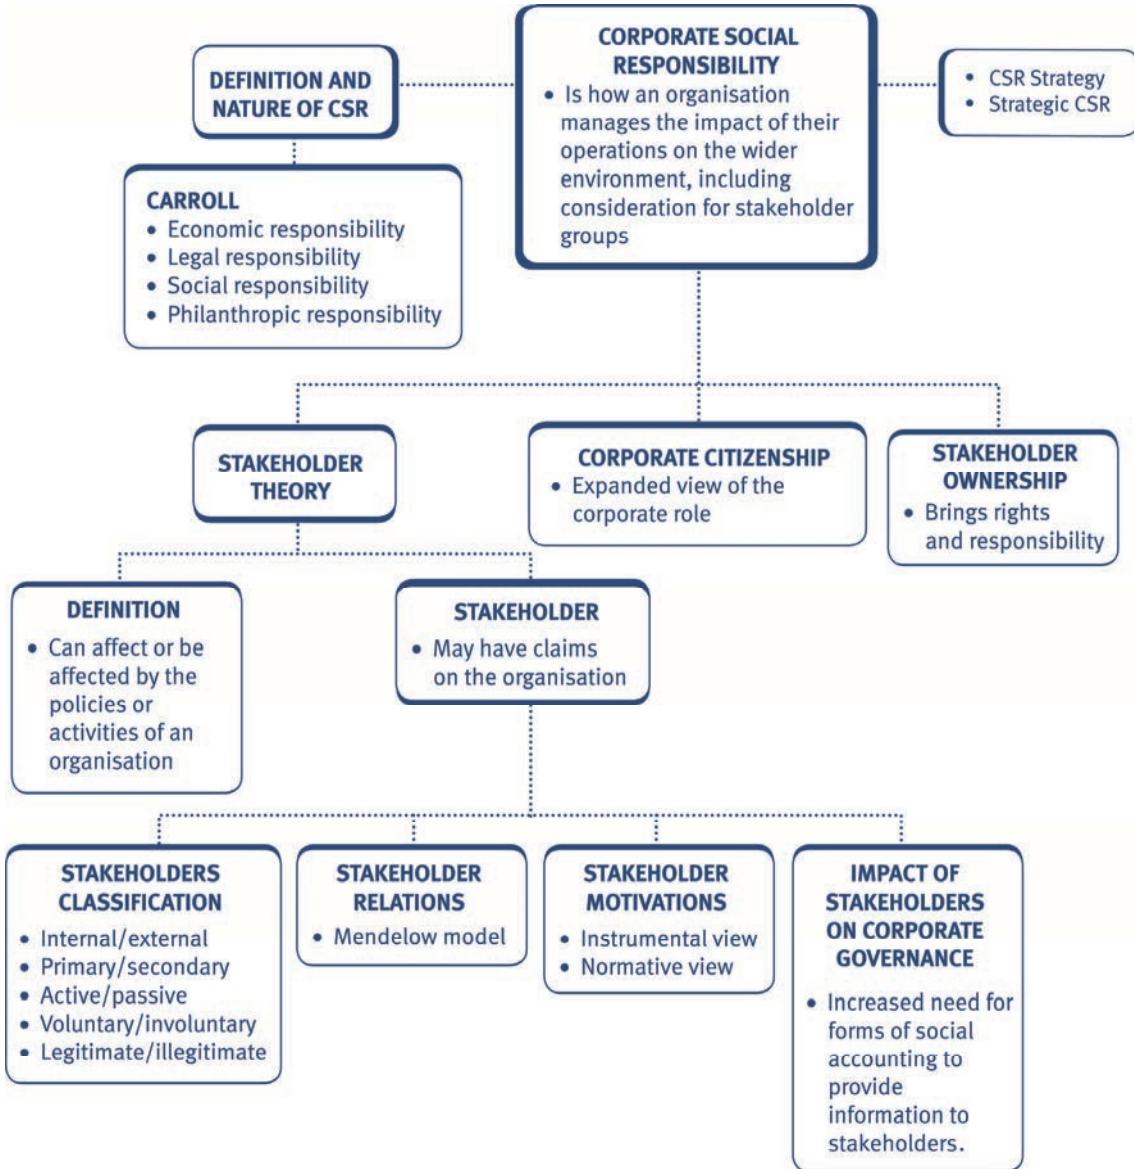 CORPORATE SOCIAL
RESPONSIBILITY
• Is how an organisation
manages the impact of their
operations on the wider
environment, including
consideration for stakeholder
groups
DEFINITION AND
NATURE OF CSR
• CSR Strategy
• Strategic CSR
CARROLL
• Economic responsibility
• Legal responsibility
• Social responsibility
• Philanthropic responsibility
STAKEHOLDER
THEORY
CORPORATE CITIZENSHIP
• Expanded view of the
corporate role
STAKEHOLDER
OWNERSHIP
• Brings rights
and responsibility
DEFINITION
• Can affect or be
affected by the
policies or
activities of an
organisation
STAKEHOLDER
• May have claims
on the organisation
STAKEHOLDERS
CLASSIFICATION
• Internal/external
• Primary/secondary
• Active/passive
• Voluntary/involuntary
• Legitimate/illegitimate
STAKEHOLDER
RELATIONS
• Mendelow model
STAKEHOLDER
MOTIVATIONS
• Instrumental view
• Normative view
IMPACT OF
STAKEHOLDERS
ON CORPORATE
GOVERNANCE
• Increased need for
forms of social
accounting to
provide
information to
stakeholders.